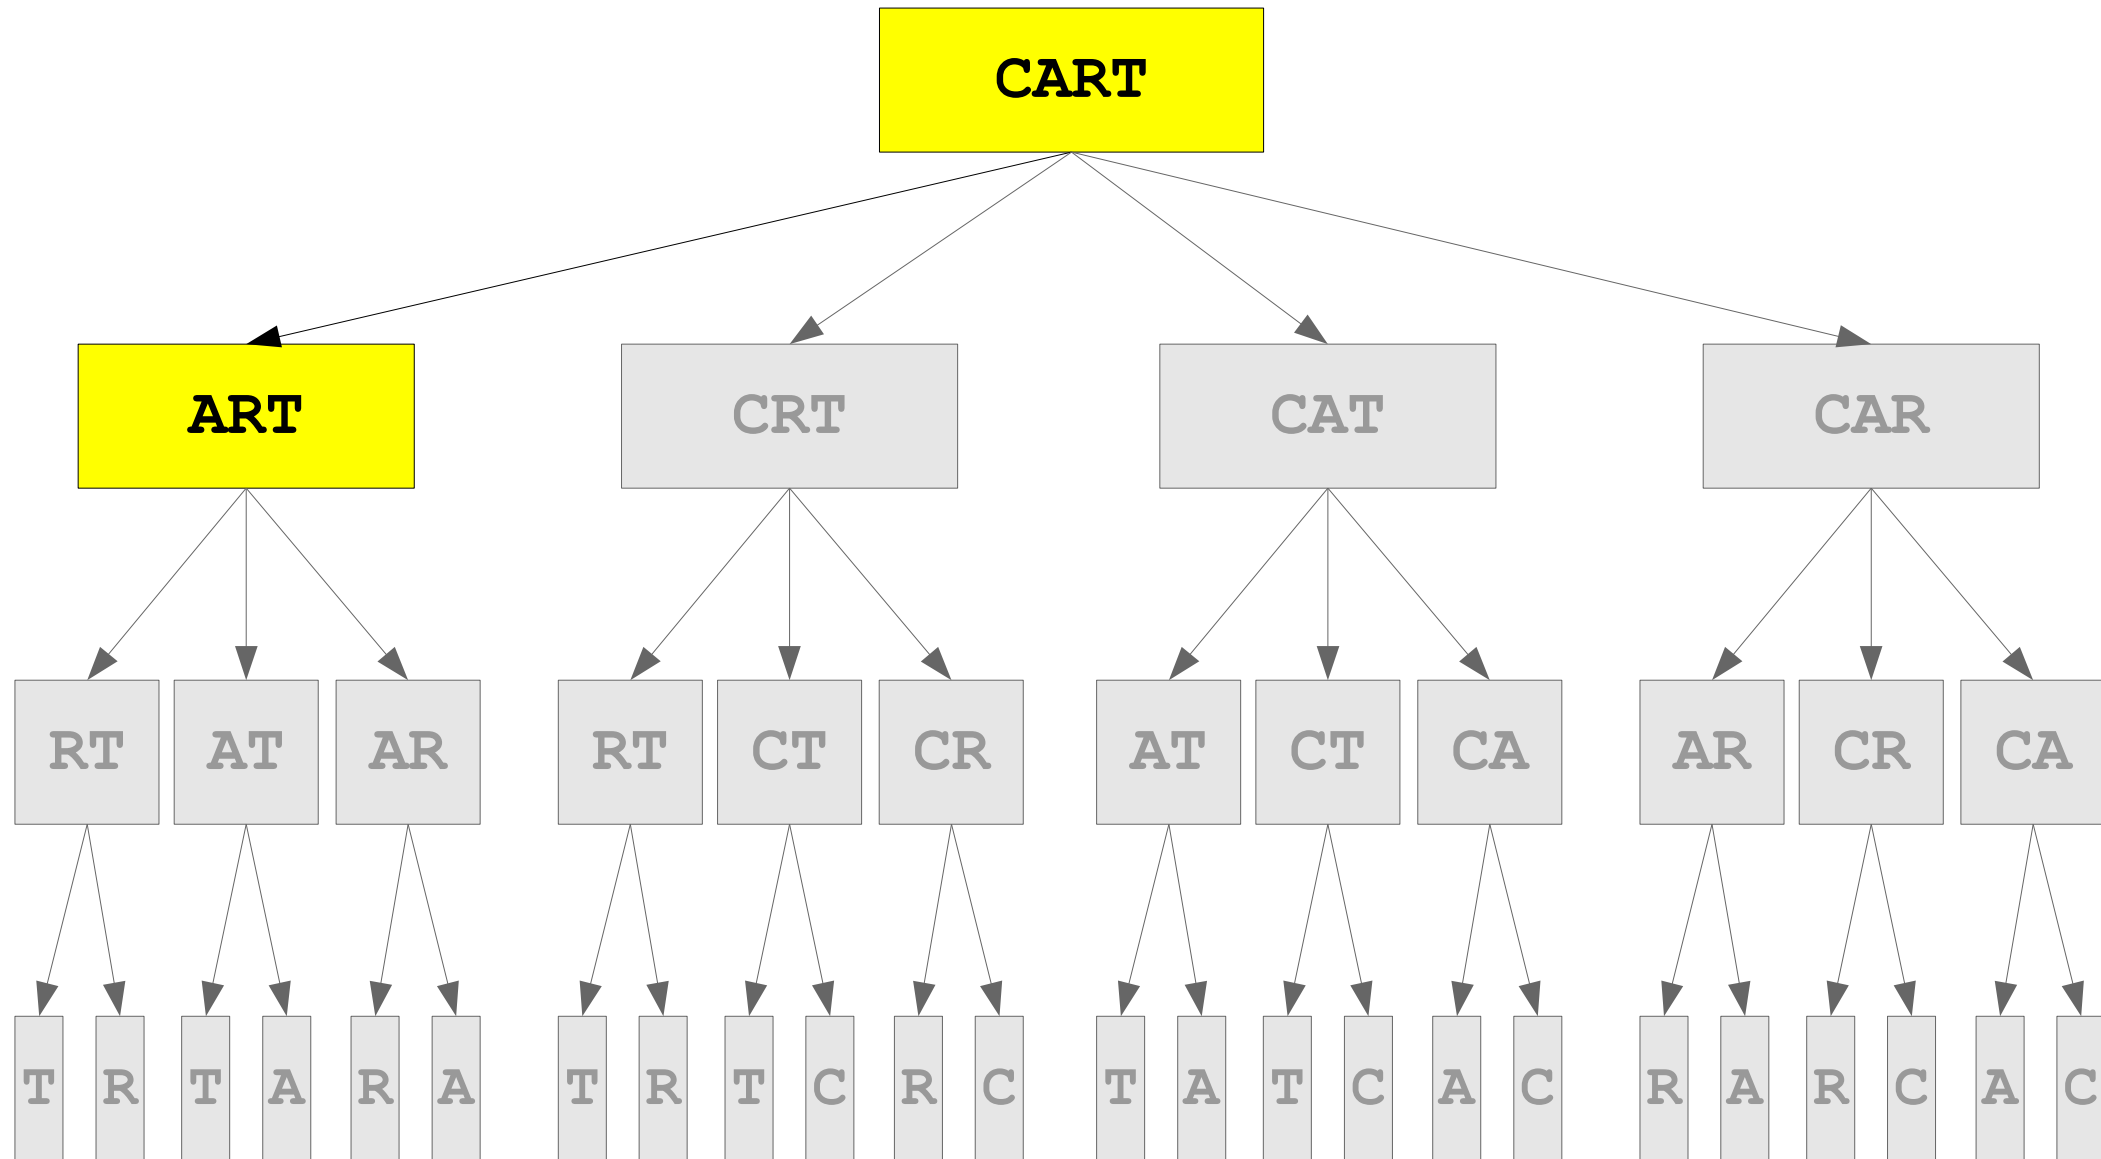 CART
ART CRT CAT CAR
RT AT AR RT CT CR AT CT CA AR CR CA
T R T A R A T R T C R C T A T C A C R A R C A C